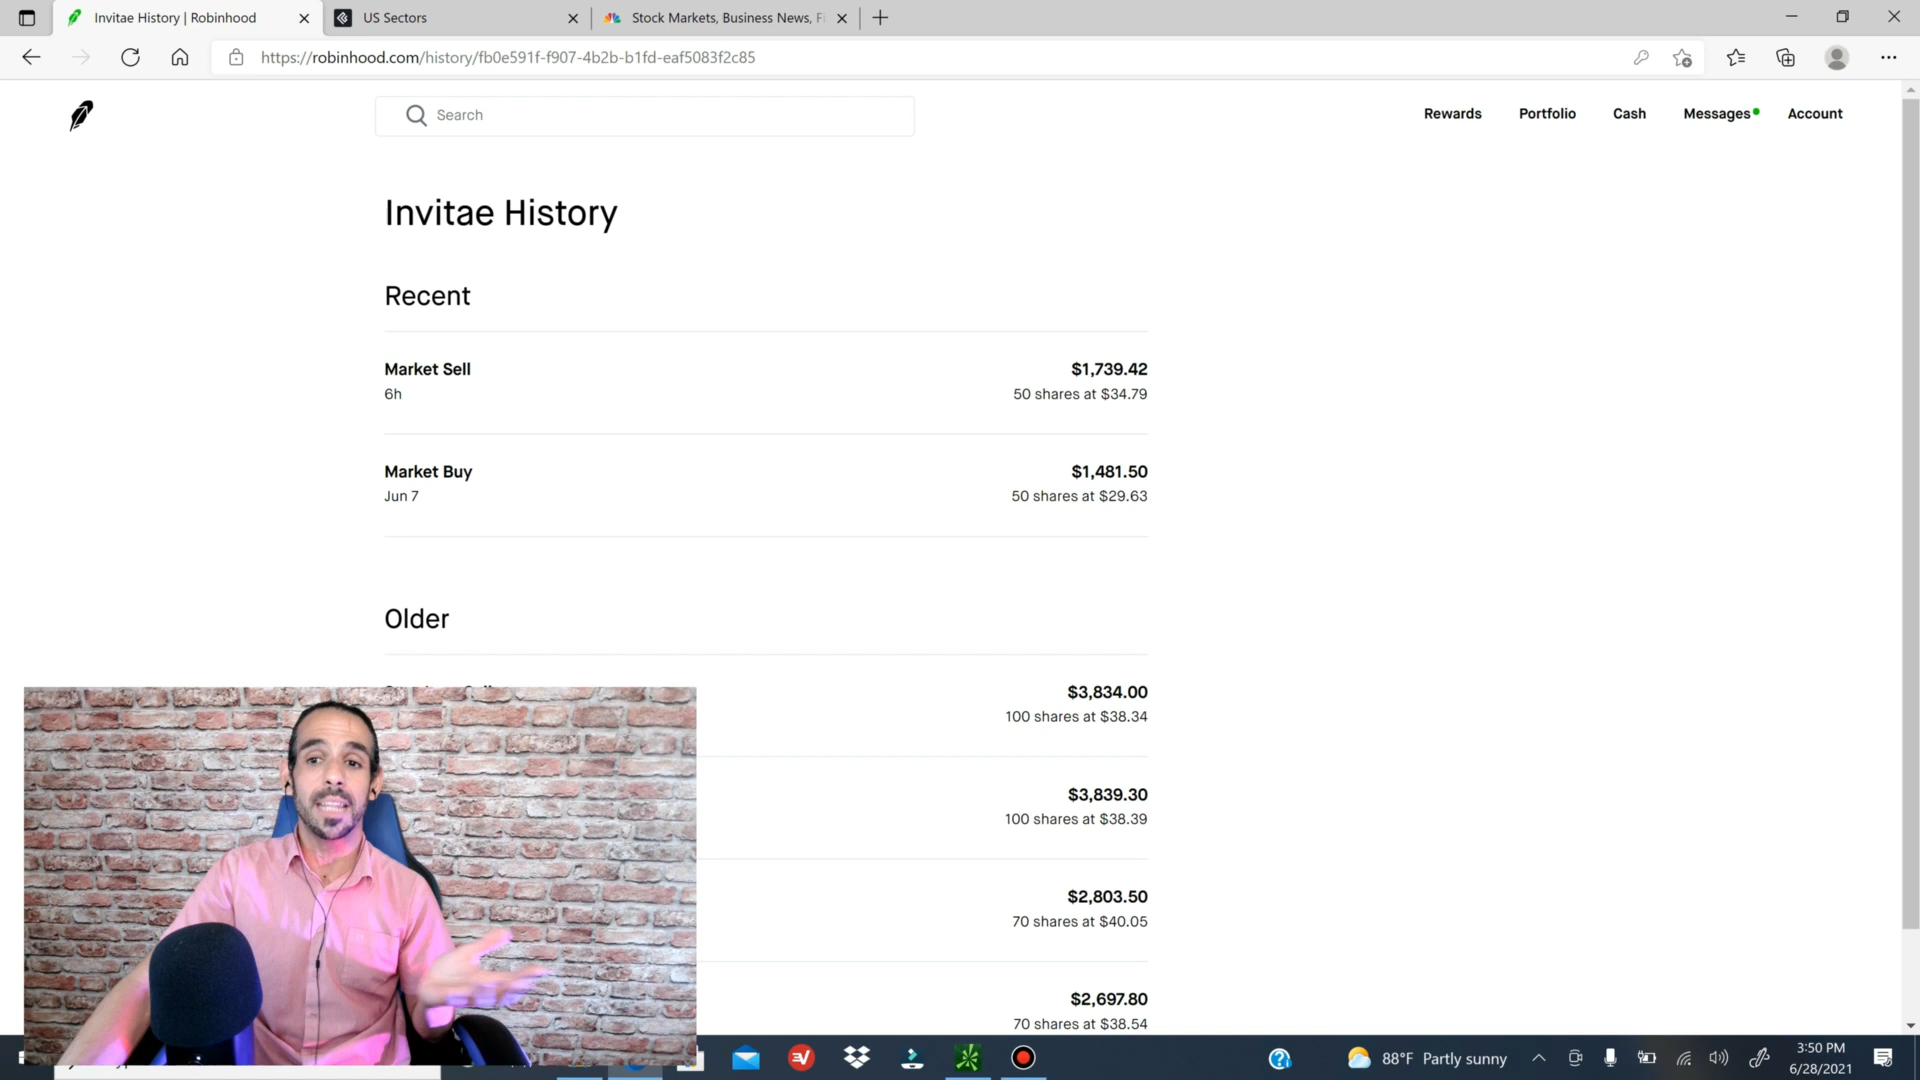 Invitae History | Robinhood
US Sectors
Stock Markets, Business News, Fi
https://robinhood.com/history/fb0e591f-f907-4b2b-b1fd-eaf5083f2c85
Search
Rewards
Portfolio
Cash
Messages
Account
Invitae History
Recent
Market Sell
$1,739.42
6h
50 shares at $34.79
Market Buy
$1,481.50
Jun 7
50 shares at $29.63
Older
$3,834.00
100 shares at $38.34
$3,839.30
100 shares at $38.39
$2,803.50
70 shares at $40.05
$2,697.80
70 shares at $38.54
88°F Partly sunny
3:50 PM
6/28/2021